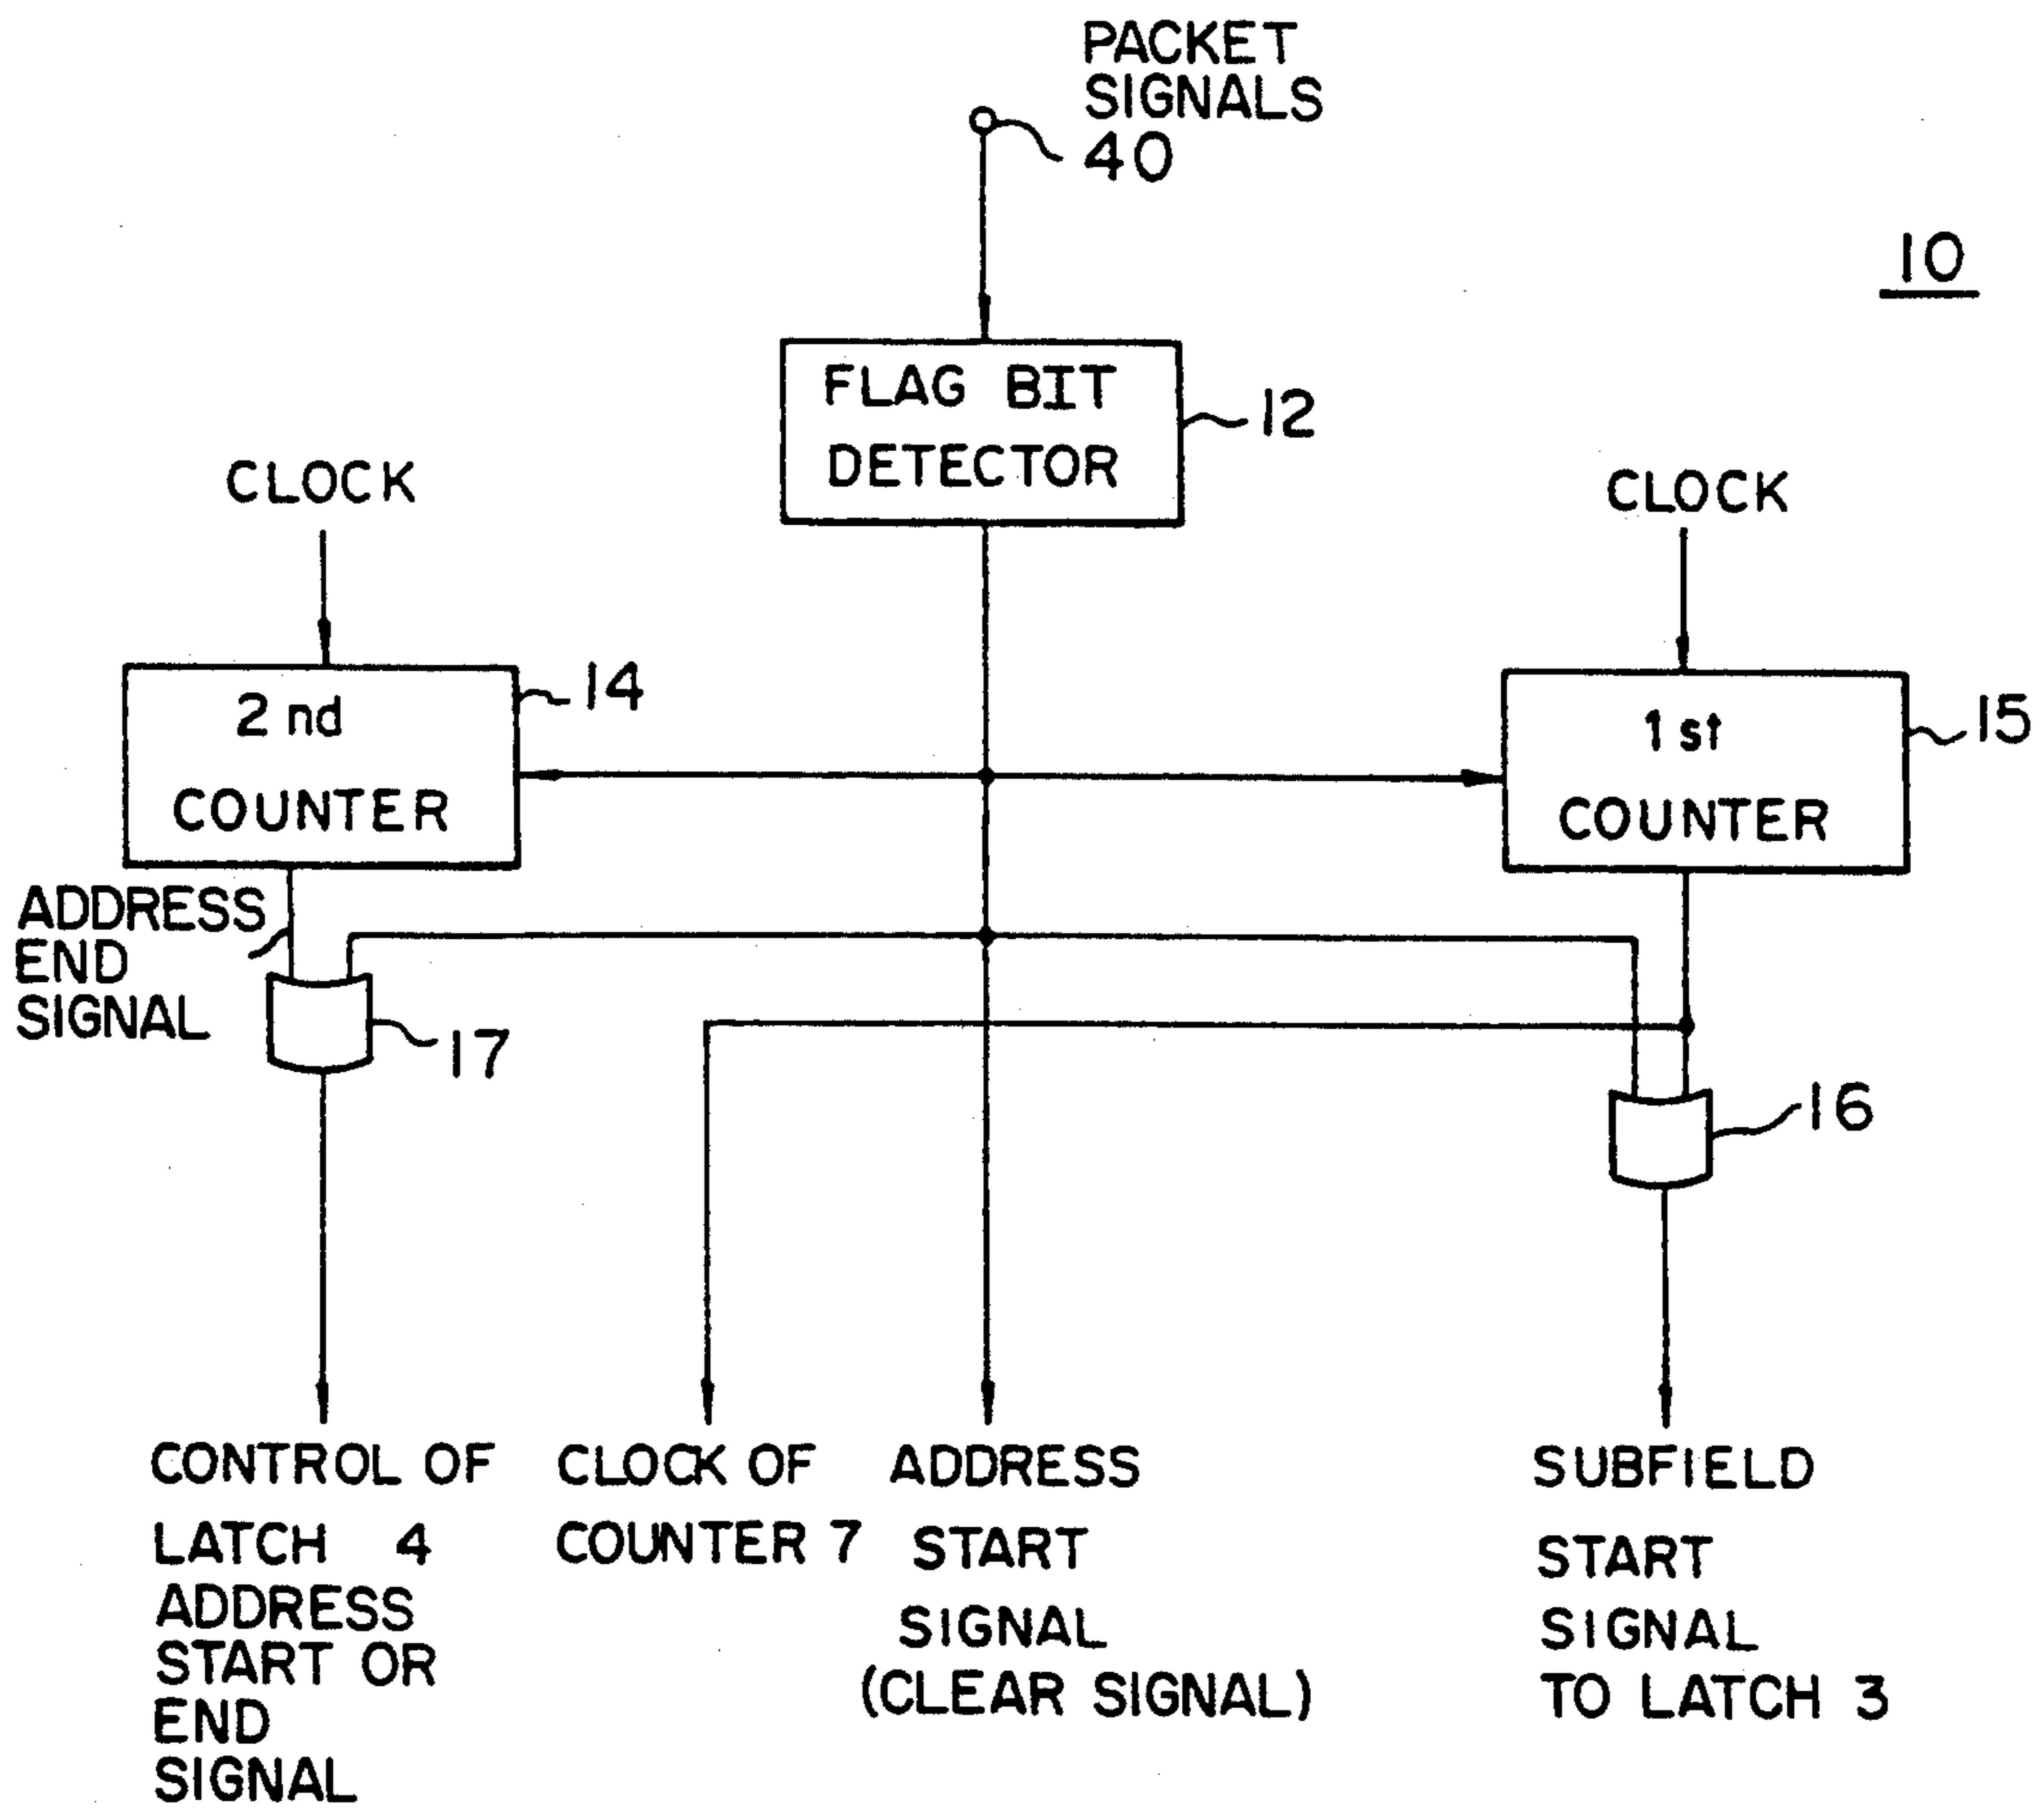 PACKET
SIGNALS
40
10
FLAG BIT
DETECTOR
12
CLOCK
CLOCK
2 nd
COUNTER
14
1 st
COUNTER
15
ADDRESS
END
SIGNAL
17
16
CONTROL OF
LATCH 4
ADDRESS
START OR
END
SIGNAL
CLOCK OF
COUNTER 7
ADDRESS
START
SIGNAL
(CLEAR SIGNAL)
SUBFIELD
START
SIGNAL
TO LATCH 3